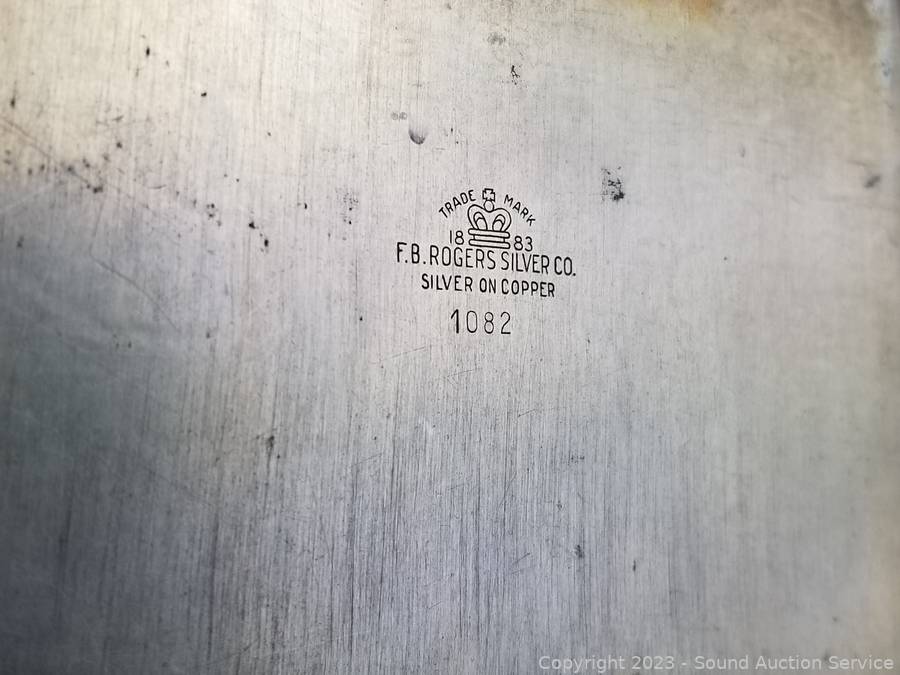 TRADE MARK
18 83
F.B. ROGERS SILVER CO.
SILVER ON COPPER
1082
Copyright 2023 - Sound Auction Service